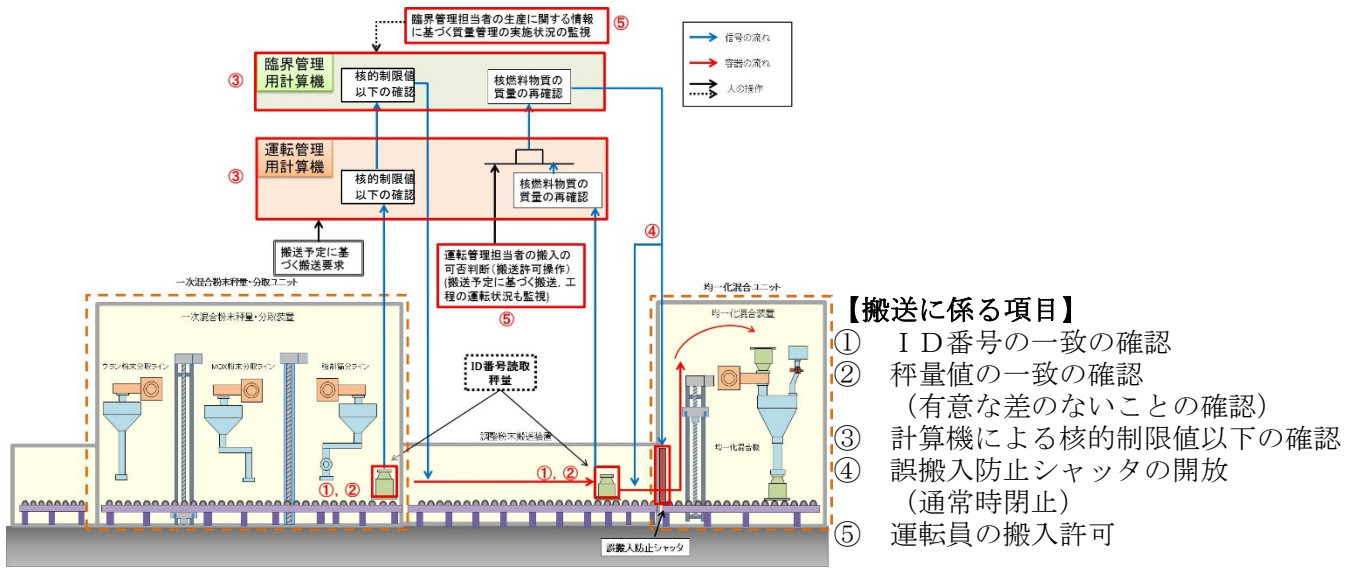 臨界管理担当者の生産に関する情報
に基づく質量管理の実施状況の監視
⑤
信号の流れ
容器の流れ
人の操作
臨界管理
用計算機
③
核的制限値
以下の確認
核燃料物質の
質量の再確認
運転管理
用計算機
③
核的制限値
以下の確認
核燃料物質の
質量の再確認
④
搬送予定に基
づく搬送要求
運転管理担当者の搬入の
可否判断(搬送許可操作)
(搬送予定に基づく搬送、工
程の運転状況も監視)
⑤
一次混合粉末秤量・分取ユニット
均一化混合ユニット
一次混合粉末秤量・分取装置
均一化混合装置
ウラン粉末分取ライン
MOX粉末分取ライン
ID番号読取
秤量
調整粉末搬送装置
均一化混合機
①, ②
①, ②
誤搬入防止シャッタ
【搬送に係る項目】
① ID番号の一致の確認
② 秤量値の一致の確認
(有意な差のないことの確認)
③ 計算機による核的制限値以下の確認
④ 誤搬入防止シャッタの開放
(通常時閉止)
⑤ 運転員の搬入許可